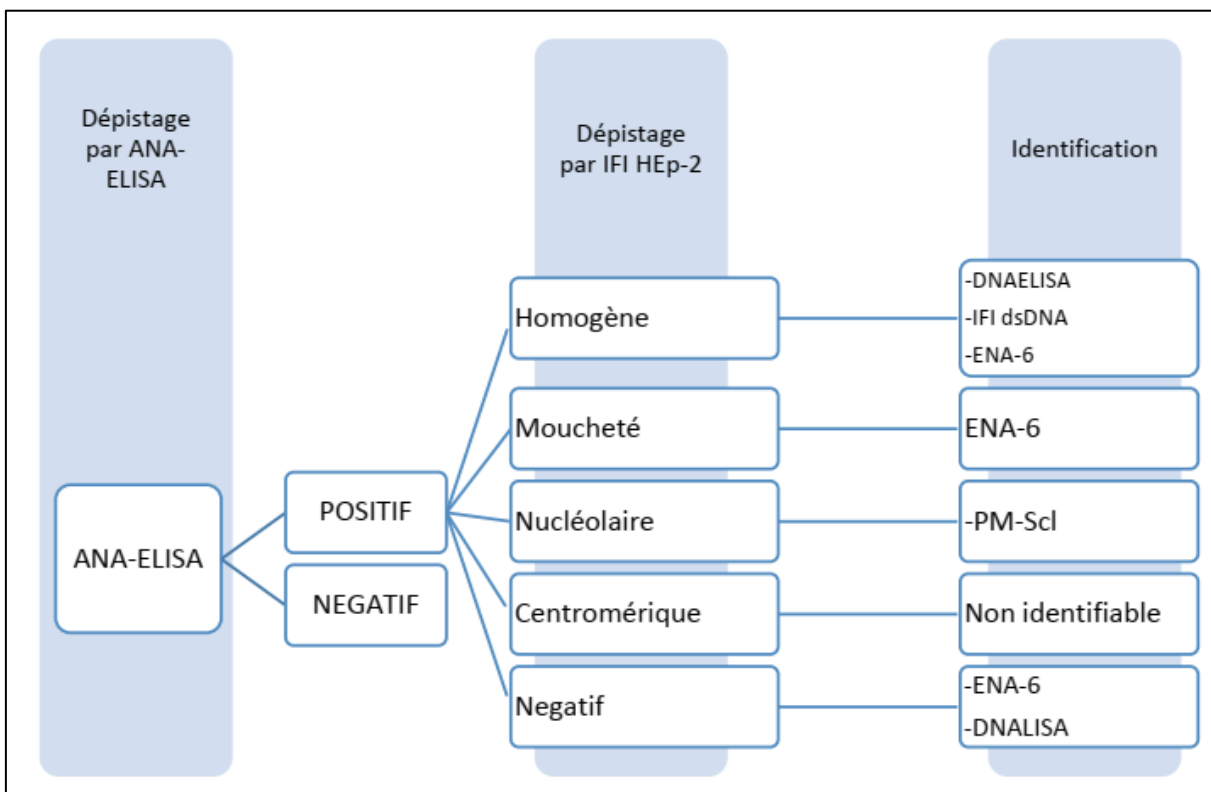 Dépistage
par ANA-
ELISA
Dépistage
par IFI HEp-2
Identification
ANA-ELISA
POSITIF
NEGATIF
Homogène
-DNAELISA
-IFI dsDNA
-ENA-6
Moucheté
ENA-6
Nucléolaire
-PM-Scl
Centromérique
Non identifiable
Negatif
-ENA-6
-DNALISA